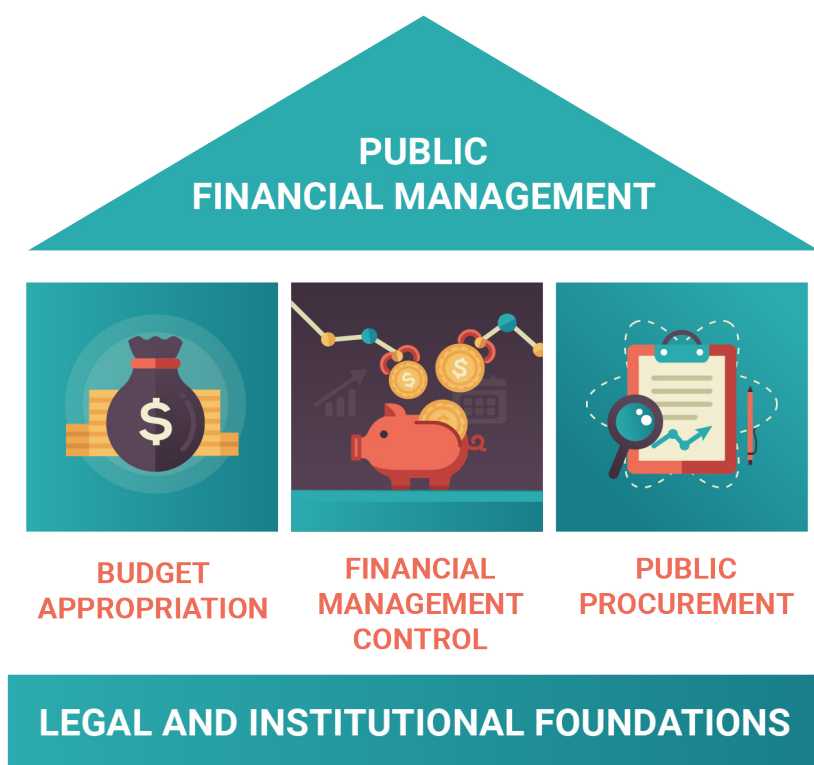 PUBLIC
FINANCIAL MANAGEMENT
$
$
$
BUDGET
APPROPRIATION
FINANCIAL
MANAGEMENT
CONTROL
PUBLIC
PROCUREMENT
LEGAL AND INSTITUTIONAL FOUNDATIONS